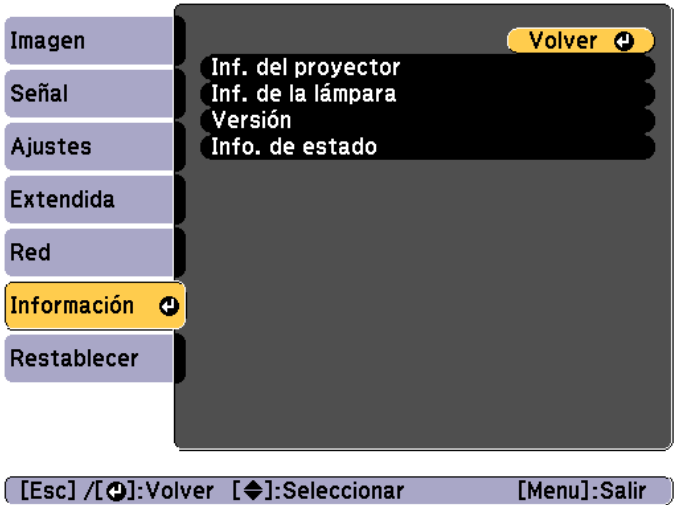 Imagen
Señal
Ajustes
Extendida
Red
Información
Restablecer
Volver
Inf. del proyector
Inf. de la lámpara
Versión
Info. de estado
[Esc] /[⏎]:Volver [◆]:Seleccionar [Menu]:Salir